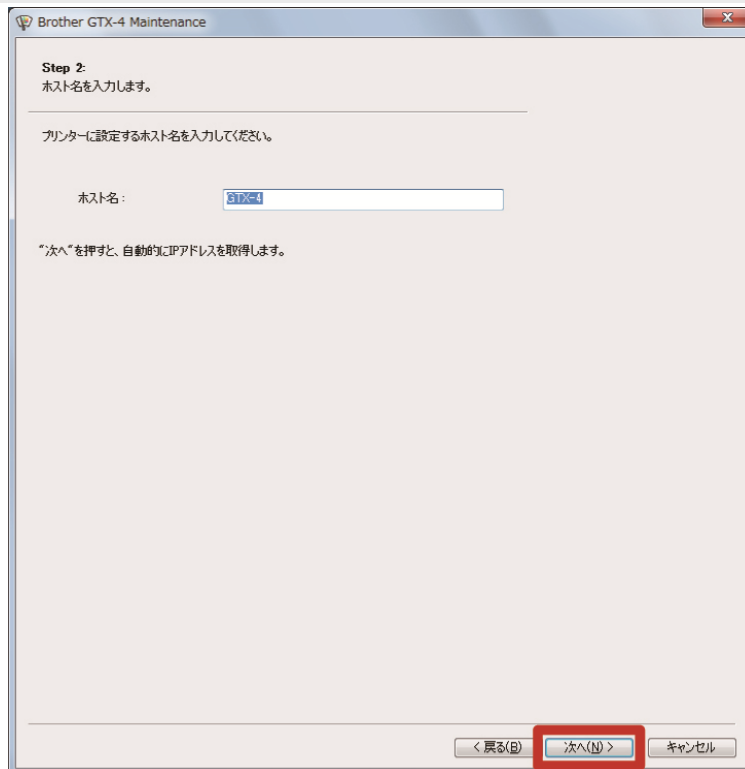 Brother GTX-4 Maintenance
Step 2:
ホスト名を入力します。
プリンターに設定するホスト名を入力してください。
ホスト名: GTX-4
"次へ"を押すと、自動的にIPアドレスを取得します。
< 戻る(B) 次へ(N) > キャンセル